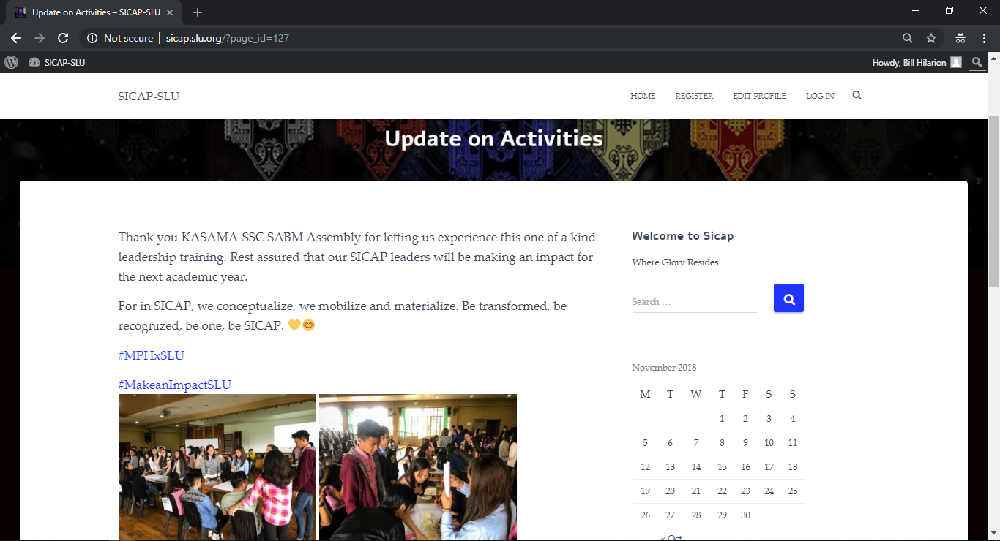 Update on Activities – SICAP-SLU
Not secure | sicap.slu.org/?page_id=127
SICAP-SLU
Howdy, Bill Hilarion
SICAP-SLU
HOME REGISTER EDIT PROFILE LOG IN
Update on Activities
Thank you KASAMA-SSC SABM Assembly for letting us experience this one of a kind
leadership training. Rest assured that our SICAP leaders will be making an impact for
the next academic year.
For in SICAP, we conceptualize, we mobilize and materialize. Be transformed, be
recognized, be one, be SICAP. 💛😊
#MPHxSLU
#MakeanImpactSLU
Welcome to Sicap
Where Glory Resides.
Search …
November 2018
M T W T F S S
1 2 3 4
5 6 7 8 9 10 11
12 13 14 15 16 17 18
19 20 21 22 23 24 25
26 27 28 29 30
« Oct